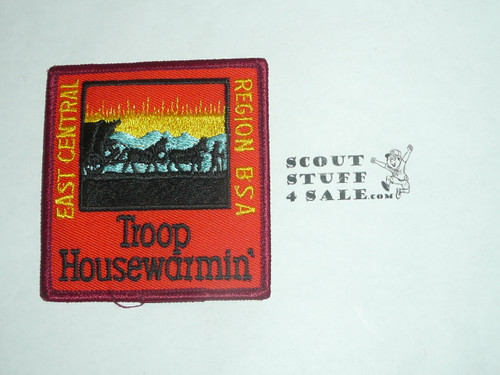 EAST CENTRAL
REGION BSA
Troop
Housewarmin'
SCOUT
STUFF
4 SALE.COM